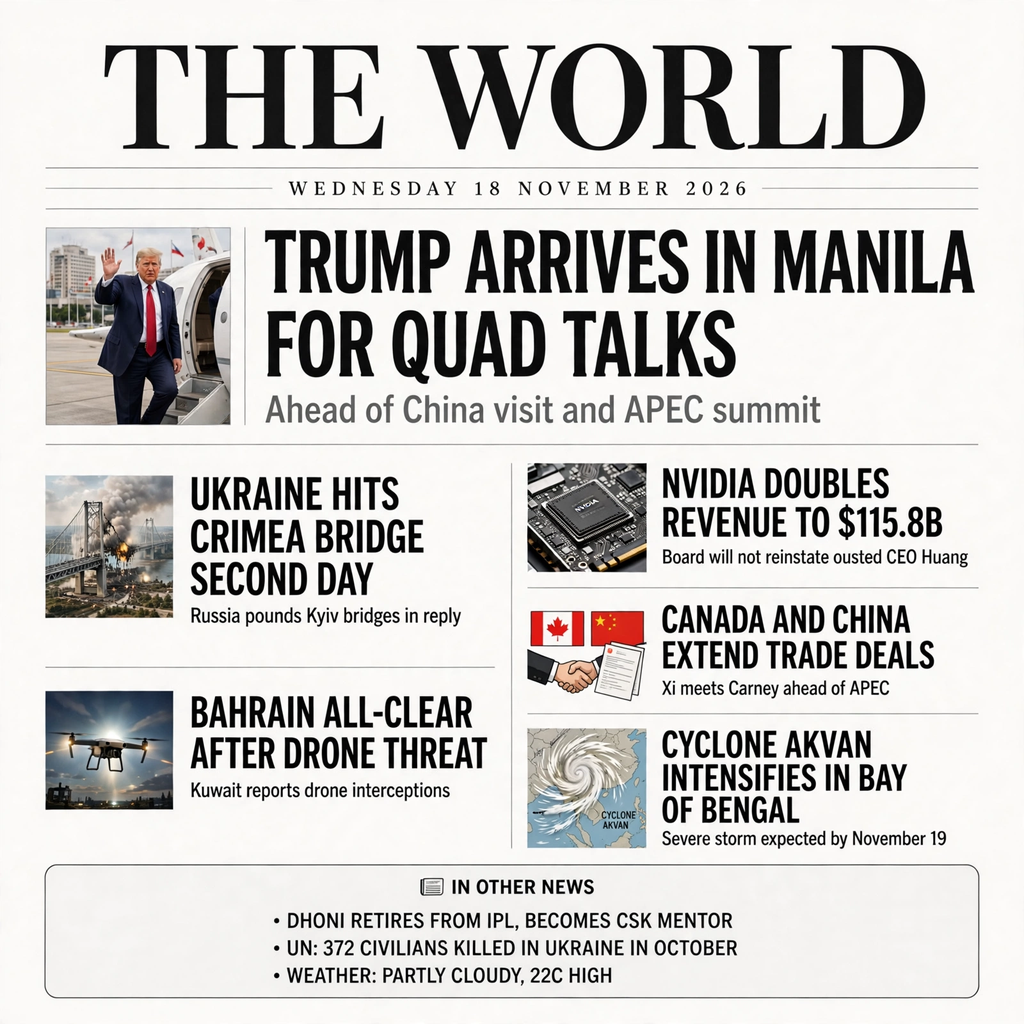 THE WORLD
WEDNESDAY 18 NOVEMBER 2026
TRUMP ARRIVES IN MANILA
FOR QUAD TALKS
Ahead of China visit and APEC summit
UKRAINE HITS
CRIMEA BRIDGE
SECOND DAY
Russia pounds Kyiv bridges in reply
BAHRAIN ALL-CLEAR
AFTER DRONE THREAT
Kuwait reports drone interceptions
NVIDIA
NVIDIA DOUBLES
REVENUE TO $115.8B
Board will not reinstate ousted CEO Huang
CANADA AND CHINA
EXTEND TRADE DEALS
Xi meets Carney ahead of APEC
CYCLONE
AKVAN
CYCLONE AKVAN
INTENSIFIES IN BAY
OF BENGAL
Severe storm expected by November 19
IN OTHER NEWS
• DHONI RETIRES FROM IPL, BECOMES CSK MENTOR
• UN: 372 CIVILIANS KILLED IN UKRAINE IN OCTOBER
• WEATHER: PARTLY CLOUDY, 22C HIGH